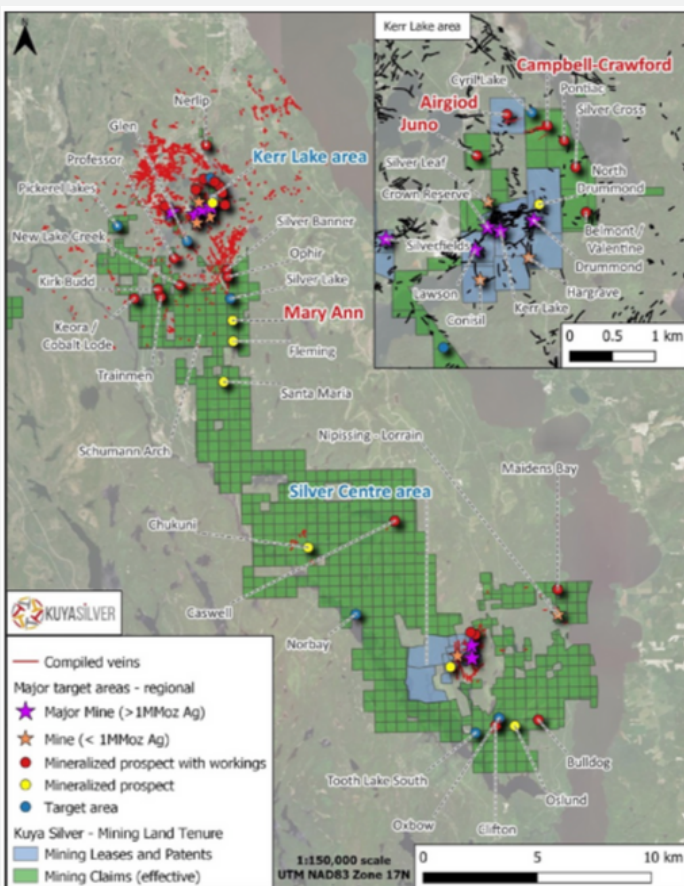 N
Nerlip
Glen
Professor
Pickerel lakes
New Lake Creek
Kirk Budd
Keora /
Cobalt Lode
Trainmen
Schumann Arch
Kerr Lake area
Silver Banner
Ophir
Silver Lake
Mary Ann
Fleming
Santa Maria
Kerr Lake area
Cyril Lake
Campbell-Crawford
Pontiac
Silver Cross
Airgiod
Juno
Silver Leaf
North
Drummond
Crown Reserve
Belmont /
Valentine
Drummond
Silverfields
Hargrave
Lawson
Kerr Lake
Conisil
0 0.5 1 km
Nipissing - Lorrain
Maidens Bay
Silver Centre area
Chukuni
Caswell
Norbay
Bulldog
Tooth Lake South
Oslund
Oxbow
Clifton
KUYASILVER
Compiled veins
Major target areas - regional
Major Mine (>1MMoz Ag)
Mine (< 1MMoz Ag)
Mineralized prospect with workings
Mineralized prospect
Target area
Kuya Silver - Mining Land Tenure
Mining Leases and Patents
Mining Claims (effective)
1:150,000 scale
UTM NAD83 Zone 17N
0 5 10 km